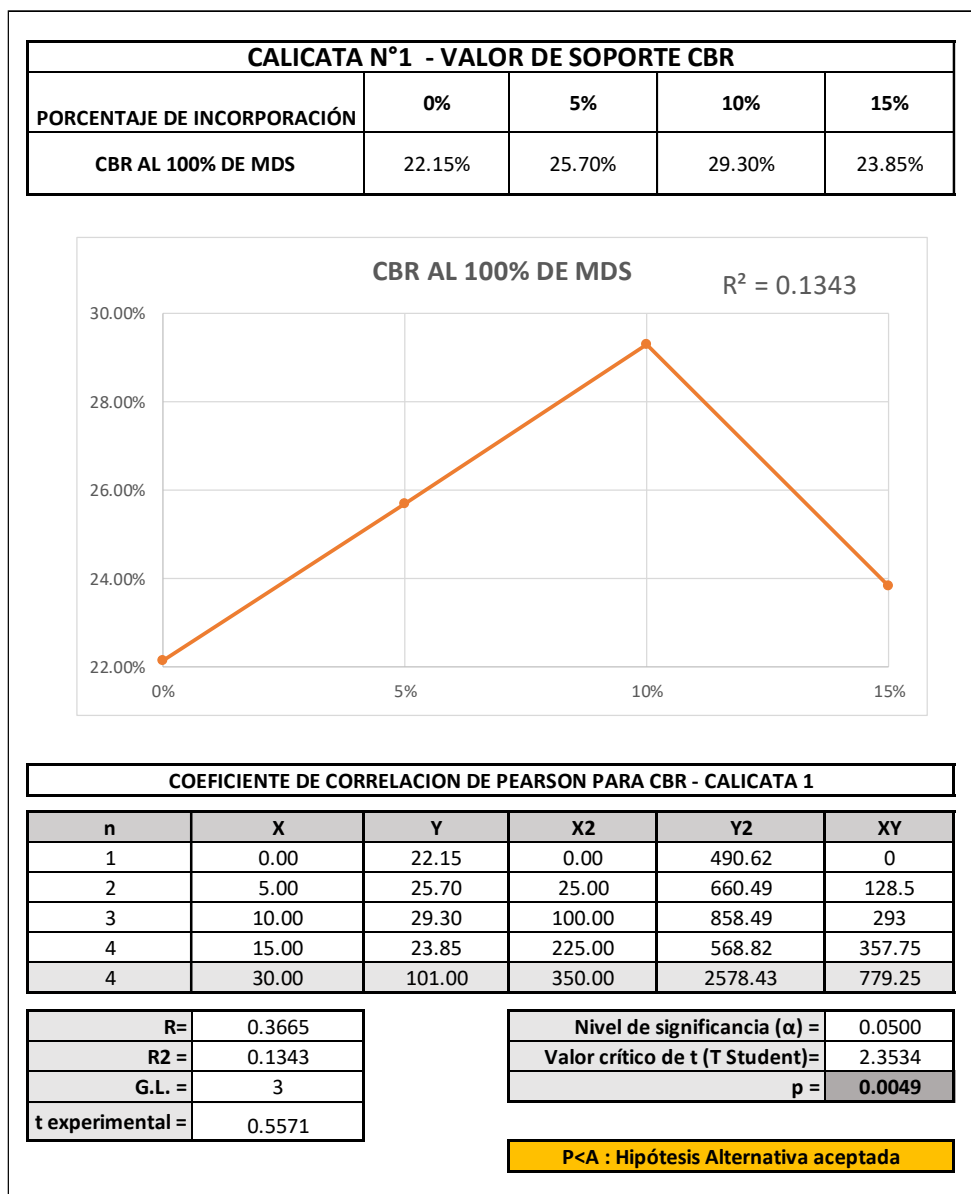 CALICATA N°1 - VALOR DE SOPORTE CBR
PORCENTAJE DE INCORPORACIÓN 0% 5% 10% 15%
CBR AL 100% DE MDS 22.15% 25.70% 29.30% 23.85%
CBR AL 100% DE MDS
R² = 0.1343
30.00%
28.00%
26.00%
24.00%
22.00%
0% 5% 10% 15%
COEFICIENTE DE CORRELACION DE PEARSON PARA CBR - CALICATA 1
n X Y X2 Y2 XY
1 0.00 22.15 0.00 490.62 0
2 5.00 25.70 25.00 660.49 128.5
3 10.00 29.30 100.00 858.49 293
4 15.00 23.85 225.00 568.82 357.75
4 30.00 101.00 350.00 2578.43 779.25
R= 0.3665
R2 = 0.1343
G.L. = 3
t experimental = 0.5571
Nivel de significancia (α) = 0.0500
Valor crítico de t (T Student)= 2.3534
p = 0.0049
P<A : Hipótesis Alternativa aceptada